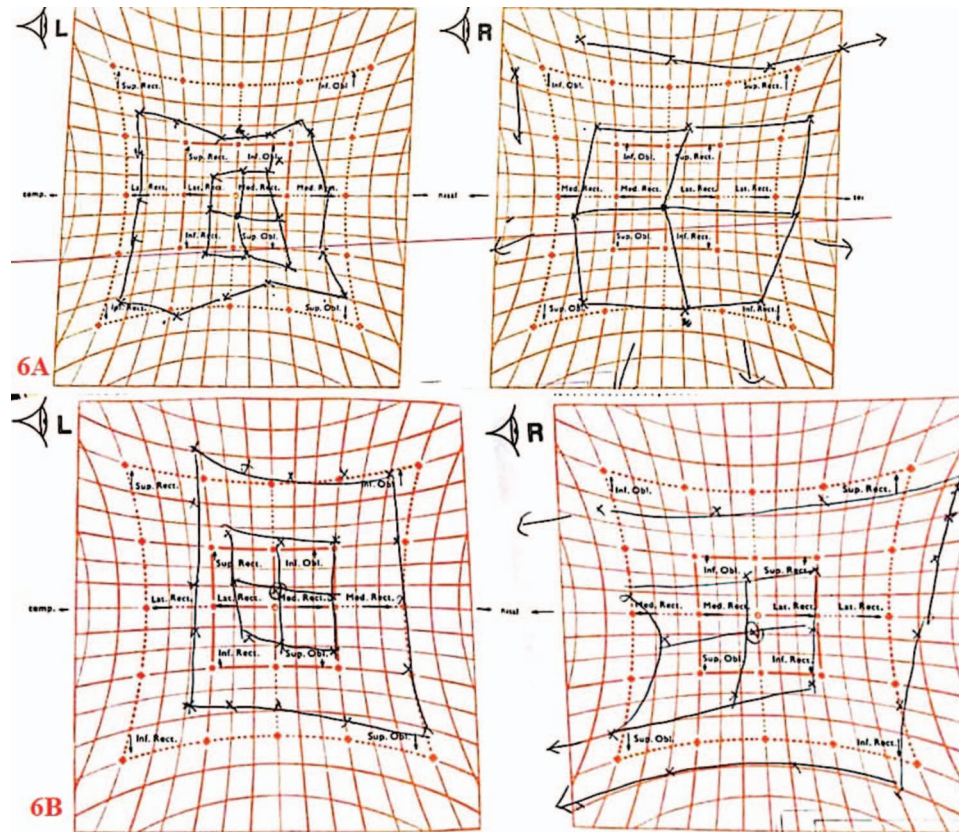 L R
Sup. Rect. Inf. Obl. Inf. Obl. Sup. Rect.
Sup. Rect. Inf. Obl. Inf. Obl. Sup. Rect.
Lat. Rect. Lat. Rect. Med. Rect. Med. Rect. Nasal Med. Rect. Med. Rect. Lat. Rect. Lat. Rect.
Inf. Rect. Sup. Obl. Sup. Obl. Inf. Rect.
Inf. Rect. Sup. Obl. Sup. Obl. Inf. Rect.
6A
L R
Sup. Rect. Inf. Obl. Inf. Obl. Sup. Rect.
Sup. Rect. Inf. Obl. Inf. Obl. Sup. Rect.
Lat. Rect. Lat. Rect. Med. Rect. Med. Rect. Nasal Med. Rect. Med. Rect. Lat. Rect. Lat. Rect.
Inf. Rect. Sup. Obl. Sup. Obl. Inf. Rect.
Inf. Rect. Sup. Obl. Sup. Obl. Inf. Rect.
6B